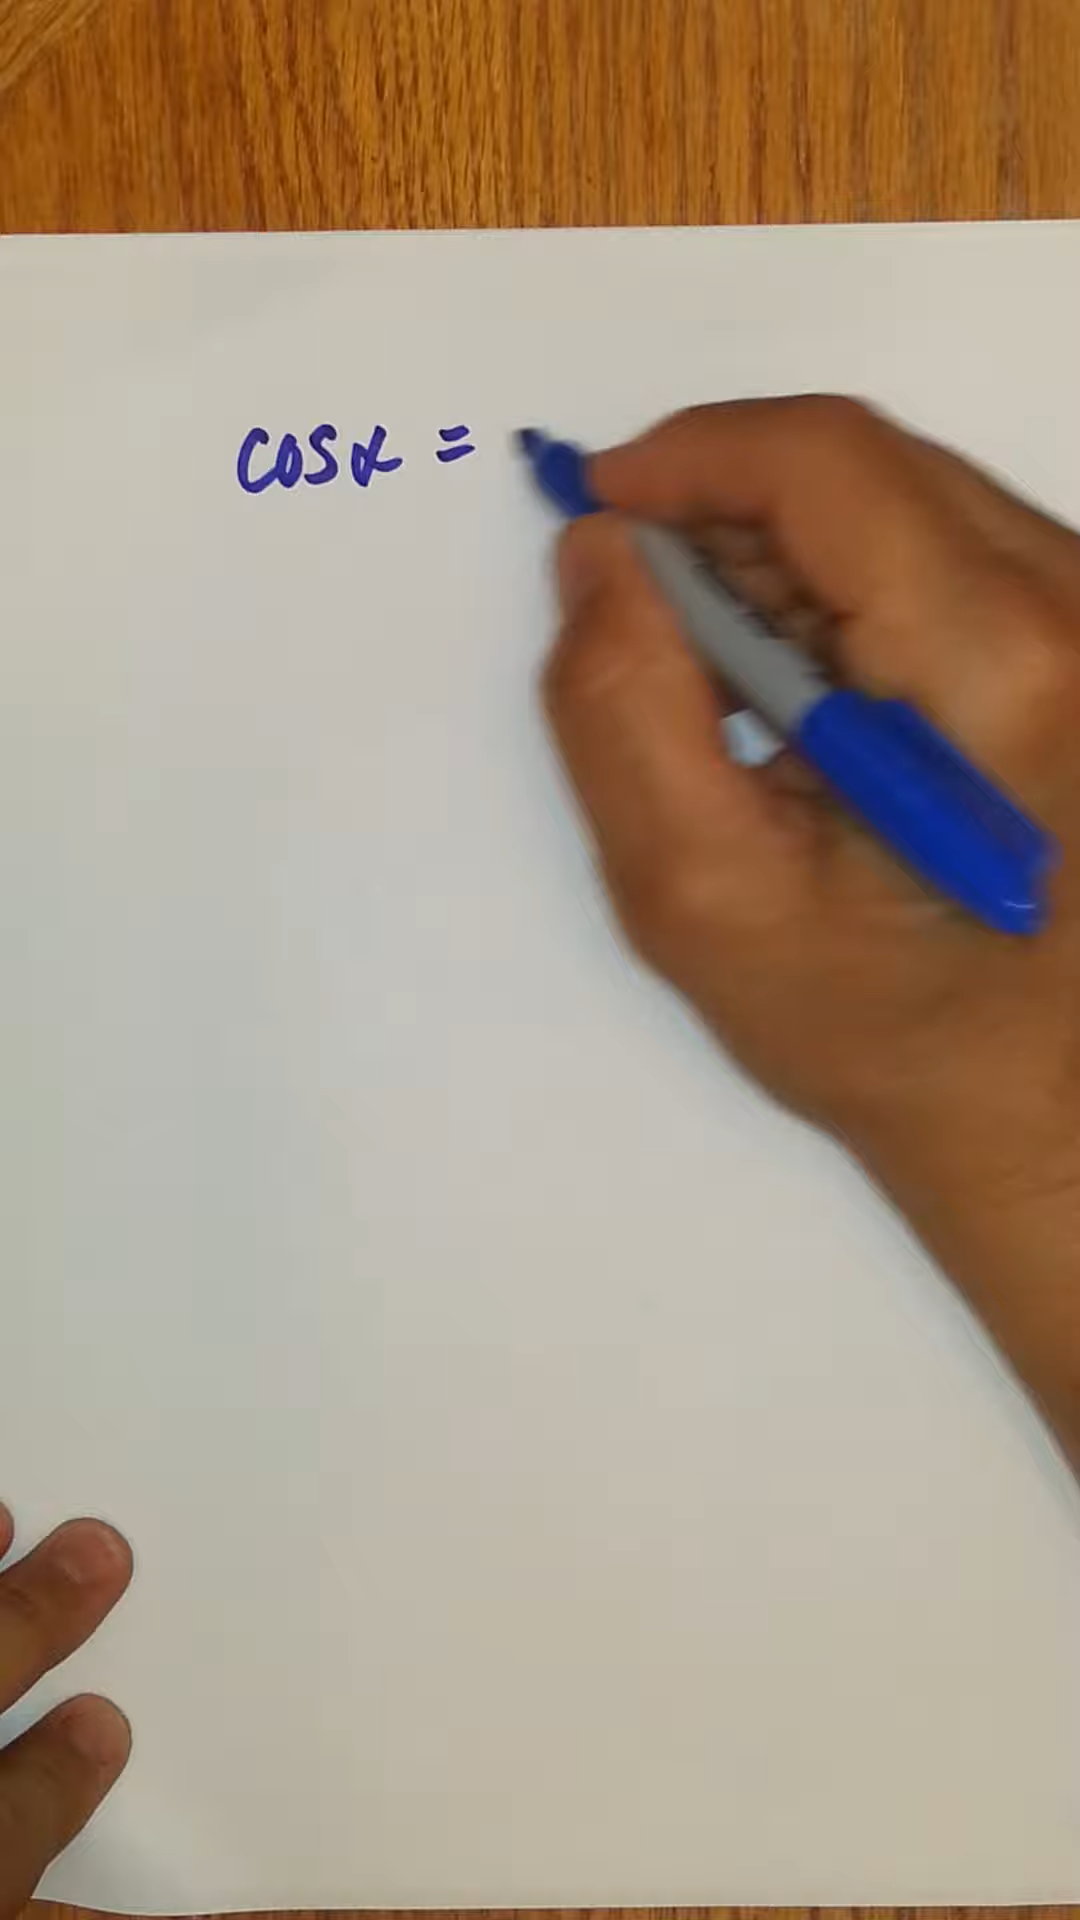 cosα =